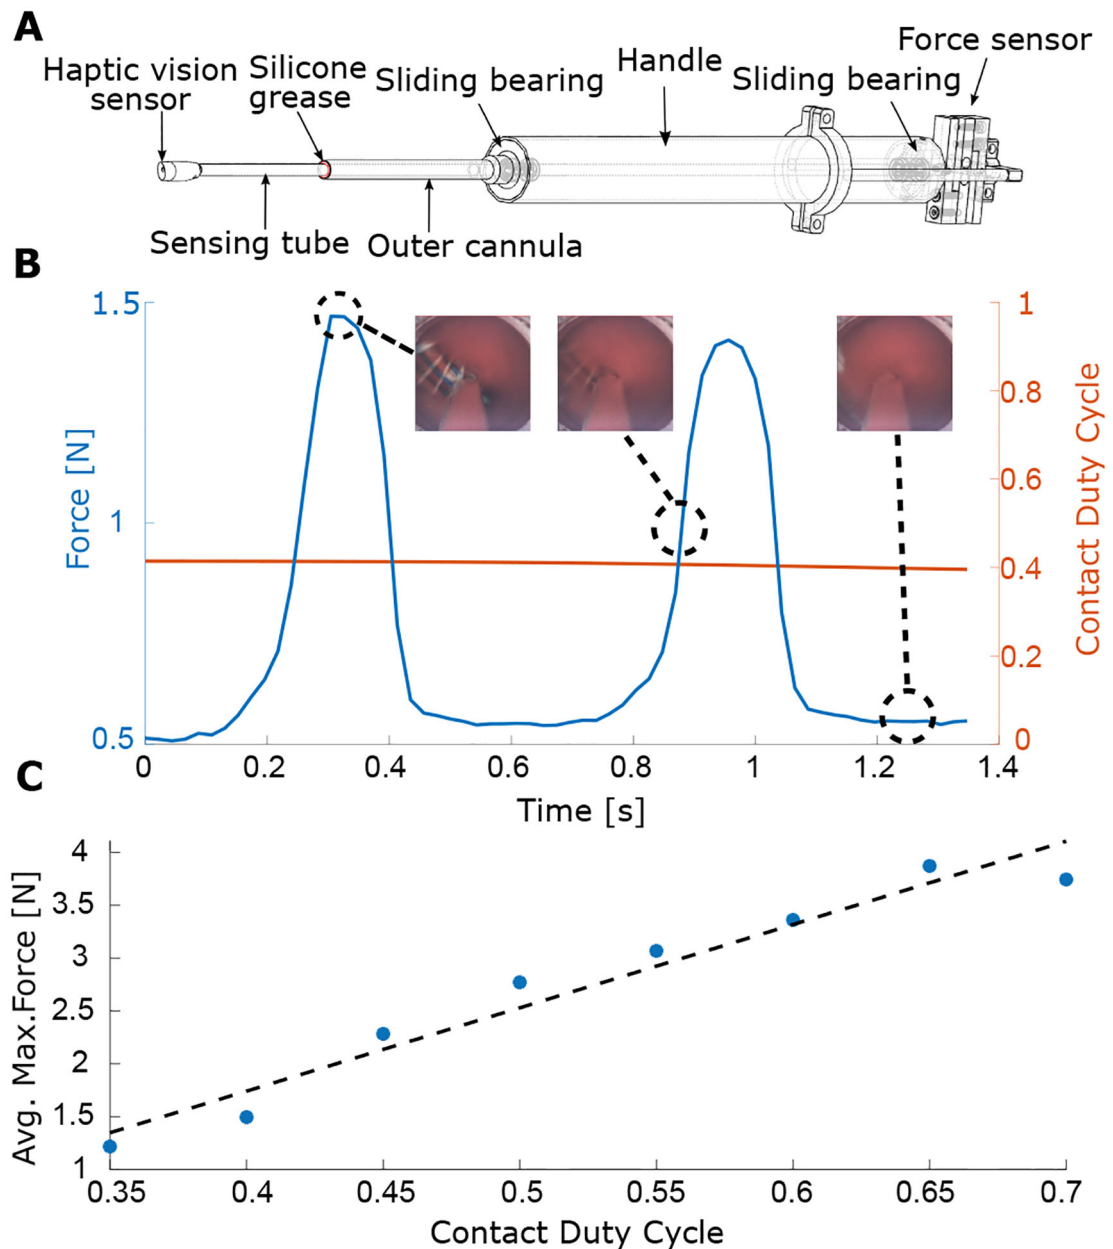 A
Force sensor
Haptic vision
sensor
Silicone
grease
Sliding bearing
Handle
Sliding bearing
Sensing tube
Outer cannula
B
1.5
1
0.5
Force [N]
1
0.8
0.6
0.4
0.2
0
Contact Duty Cycle
0 0.2 0.4 0.6 0.8 1 1.2 1.4
Time [s]
C
4
3.5
3
2.5
2
1.5
1
Avg. Max.Force [N]
0.35 0.4 0.45 0.5 0.55 0.6 0.65 0.7
Contact Duty Cycle